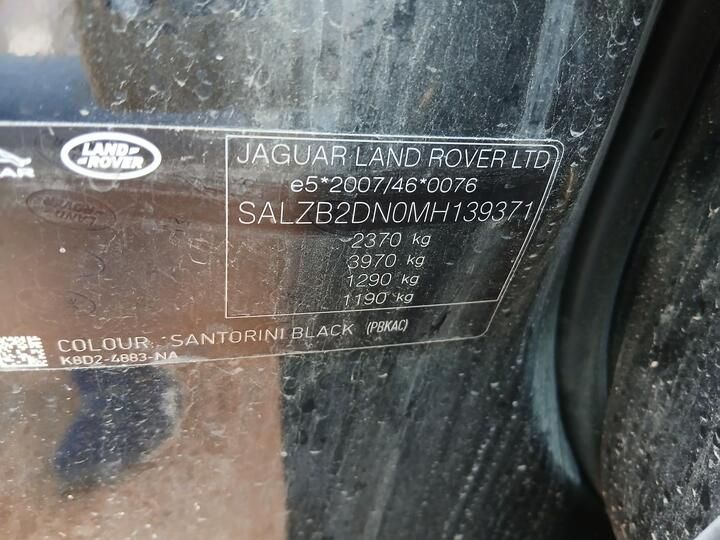 LAND
ROVER
JAGUAR LAND ROVER LTD
e5*2007/46*0076
SALZB2DN0MH139371
2370 kg
3970 kg
1290 kg
1190 kg
COLOUR SANTORINI BLACK (PBKAC)
K8D2-4883-NA